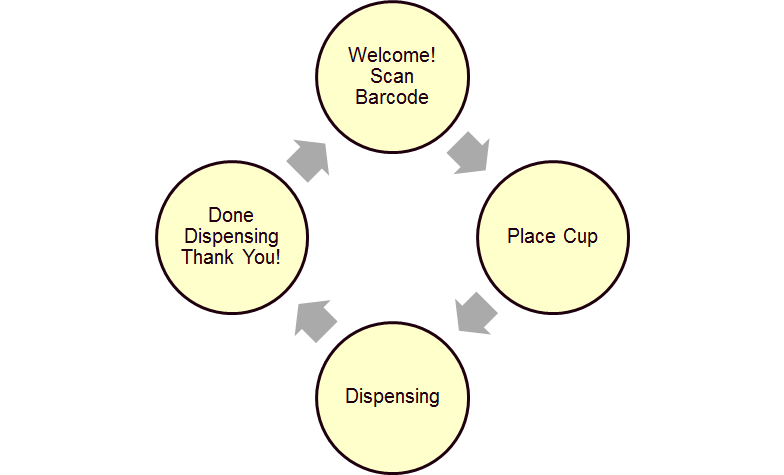 Welcome!
Scan
Barcode
Place Cup
Dispensing
Done
Dispensing
Thank You!